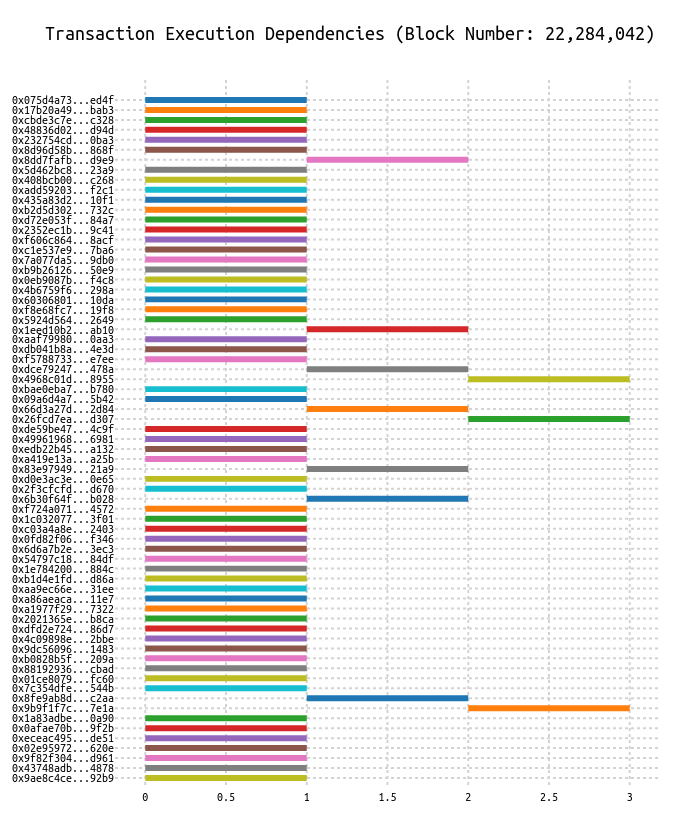 Transaction Execution Dependencies (Block Number: 22,284,042)
0x075d4a73...ed4f
0x17b20a49...bab3
0xcbde3c7e...c328
0x48836d02...d94d
0x232754cd...0ba3
0x8d96d58b...868f
0x8dd7fafb...d9e9
0x5d462bc8...23a9
0x408bcb00...c268
0xadd59203...f2c1
0x435a83d2...10f1
0xb2d5d302...732c
0xd72e053f...84a7
0x2352ec1b...9c41
0xf606c864...8acf
0xc1e537e9...7ba6
0x7a077da5...9db0
0xb9b26126...50e9
0x0eb9087b...f4c8
0x4b6759f6...298a
0x60306801...10da
0xf8e68fc7...19f8
0x5924d564...2649
0x1eed10b2...ab10
0xaaf79980...0aa3
0xdb041b8a...4e3d
0xf5788733...e7ee
0xdce79247...478a
0x4968c01d...8955
0xbae0eba7...b780
0x09a6d4a7...5b42
0x66d3a27d...2d84
0x26fcd7ea...d307
0xde59be47...4c9f
0x49961968...6981
0xedb22b45...a132
0xa419e13a...a25b
0x83e97949...21a9
0xd0e3ac3e...0e65
0x2f3cfcfd...d670
0x6b30f64f...b028
0xf724a071...4572
0x1c032077...3f01
0xc03a4a8e...2403
0x0fd82f06...f346
0x6d6a7b2e...3ec3
0x54797c18...84df
0x1e784200...884c
0xb1d4e1fd...d86a
0xaa9ec66e...31ee
0xa86aeaca...11e7
0xa1977f29...7322
0x2021365e...b8ca
0xdfd2e724...86d7
0x4c09898e...2bbe
0x9dc56096...1483
0xb0828b5f...209a
0x88192936...cbad
0x01ce8079...fc60
0x7c354dfe...544b
0x8fe9ab8d...c2aa
0x9b9f1f7c...7e1a
0x1a83adbe...0a90
0x0afae70b...9f2b
0xeceac495...de51
0x02e95972...620e
0x9f82f304...d961
0x43748adb...4878
0x9ae8c4ce...92b9
0 0.5 1 1.5 2 2.5 3